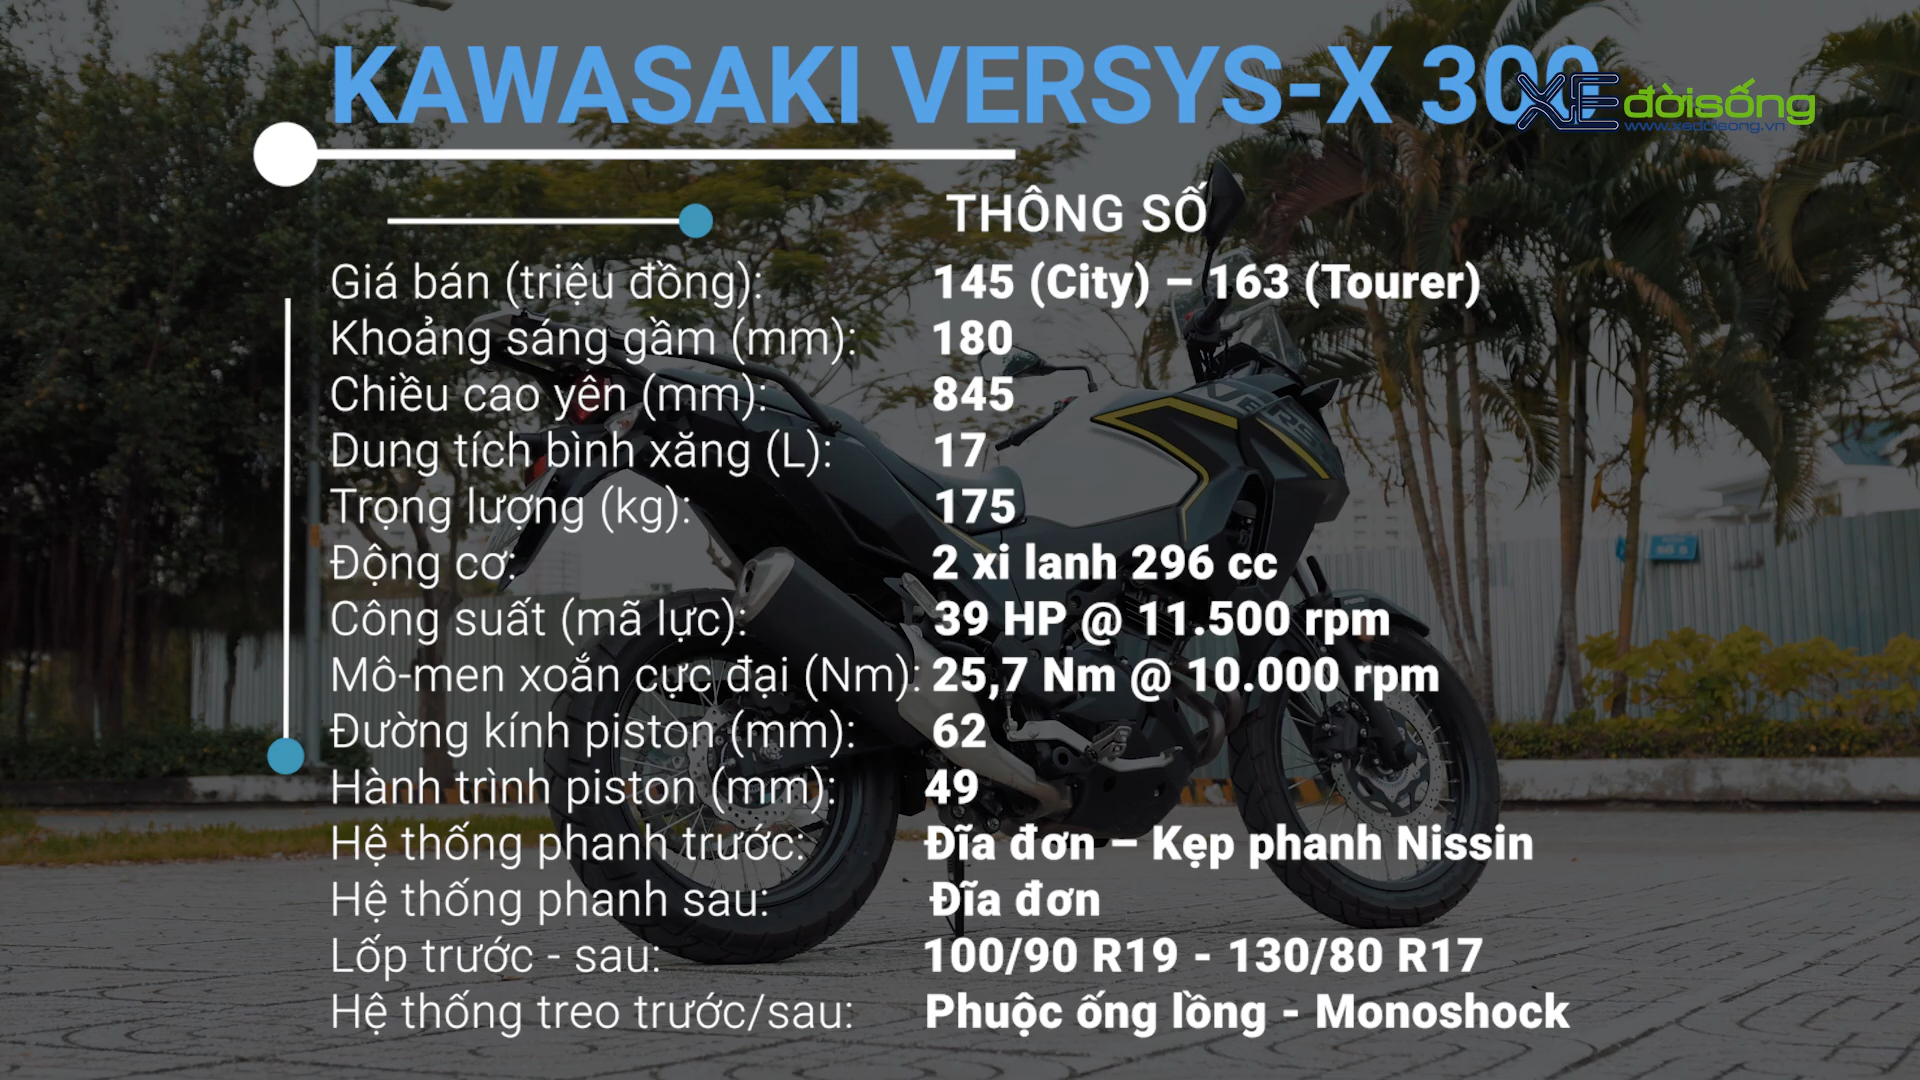 KAWASAKI VERSYS-X 300
XEđờisống
www.xedoisong.vn
THÔNG SỐ
Giá bán (triệu đồng): 145 (City) – 163 (Tourer)
Khoảng sáng gầm (mm): 180
Chiều cao yên (mm): 845
Dung tích bình xăng (L): 17
Trọng lượng (kg): 175
Động cơ: 2 xi lanh 296 cc
Công suất (mã lực): 39 HP @ 11.500 rpm
Mô-men xoắn cực đại (Nm): 25,7 Nm @ 10.000 rpm
Đường kính piston (mm): 62
Hành trình piston (mm): 49
Hệ thống phanh trước: Đĩa đơn – Kẹp phanh Nissin
Hệ thống phanh sau: Đĩa đơn
Lốp trước - sau: 100/90 R19 - 130/80 R17
Hệ thống treo trước/sau: Phuộc ống lồng - Monoshock